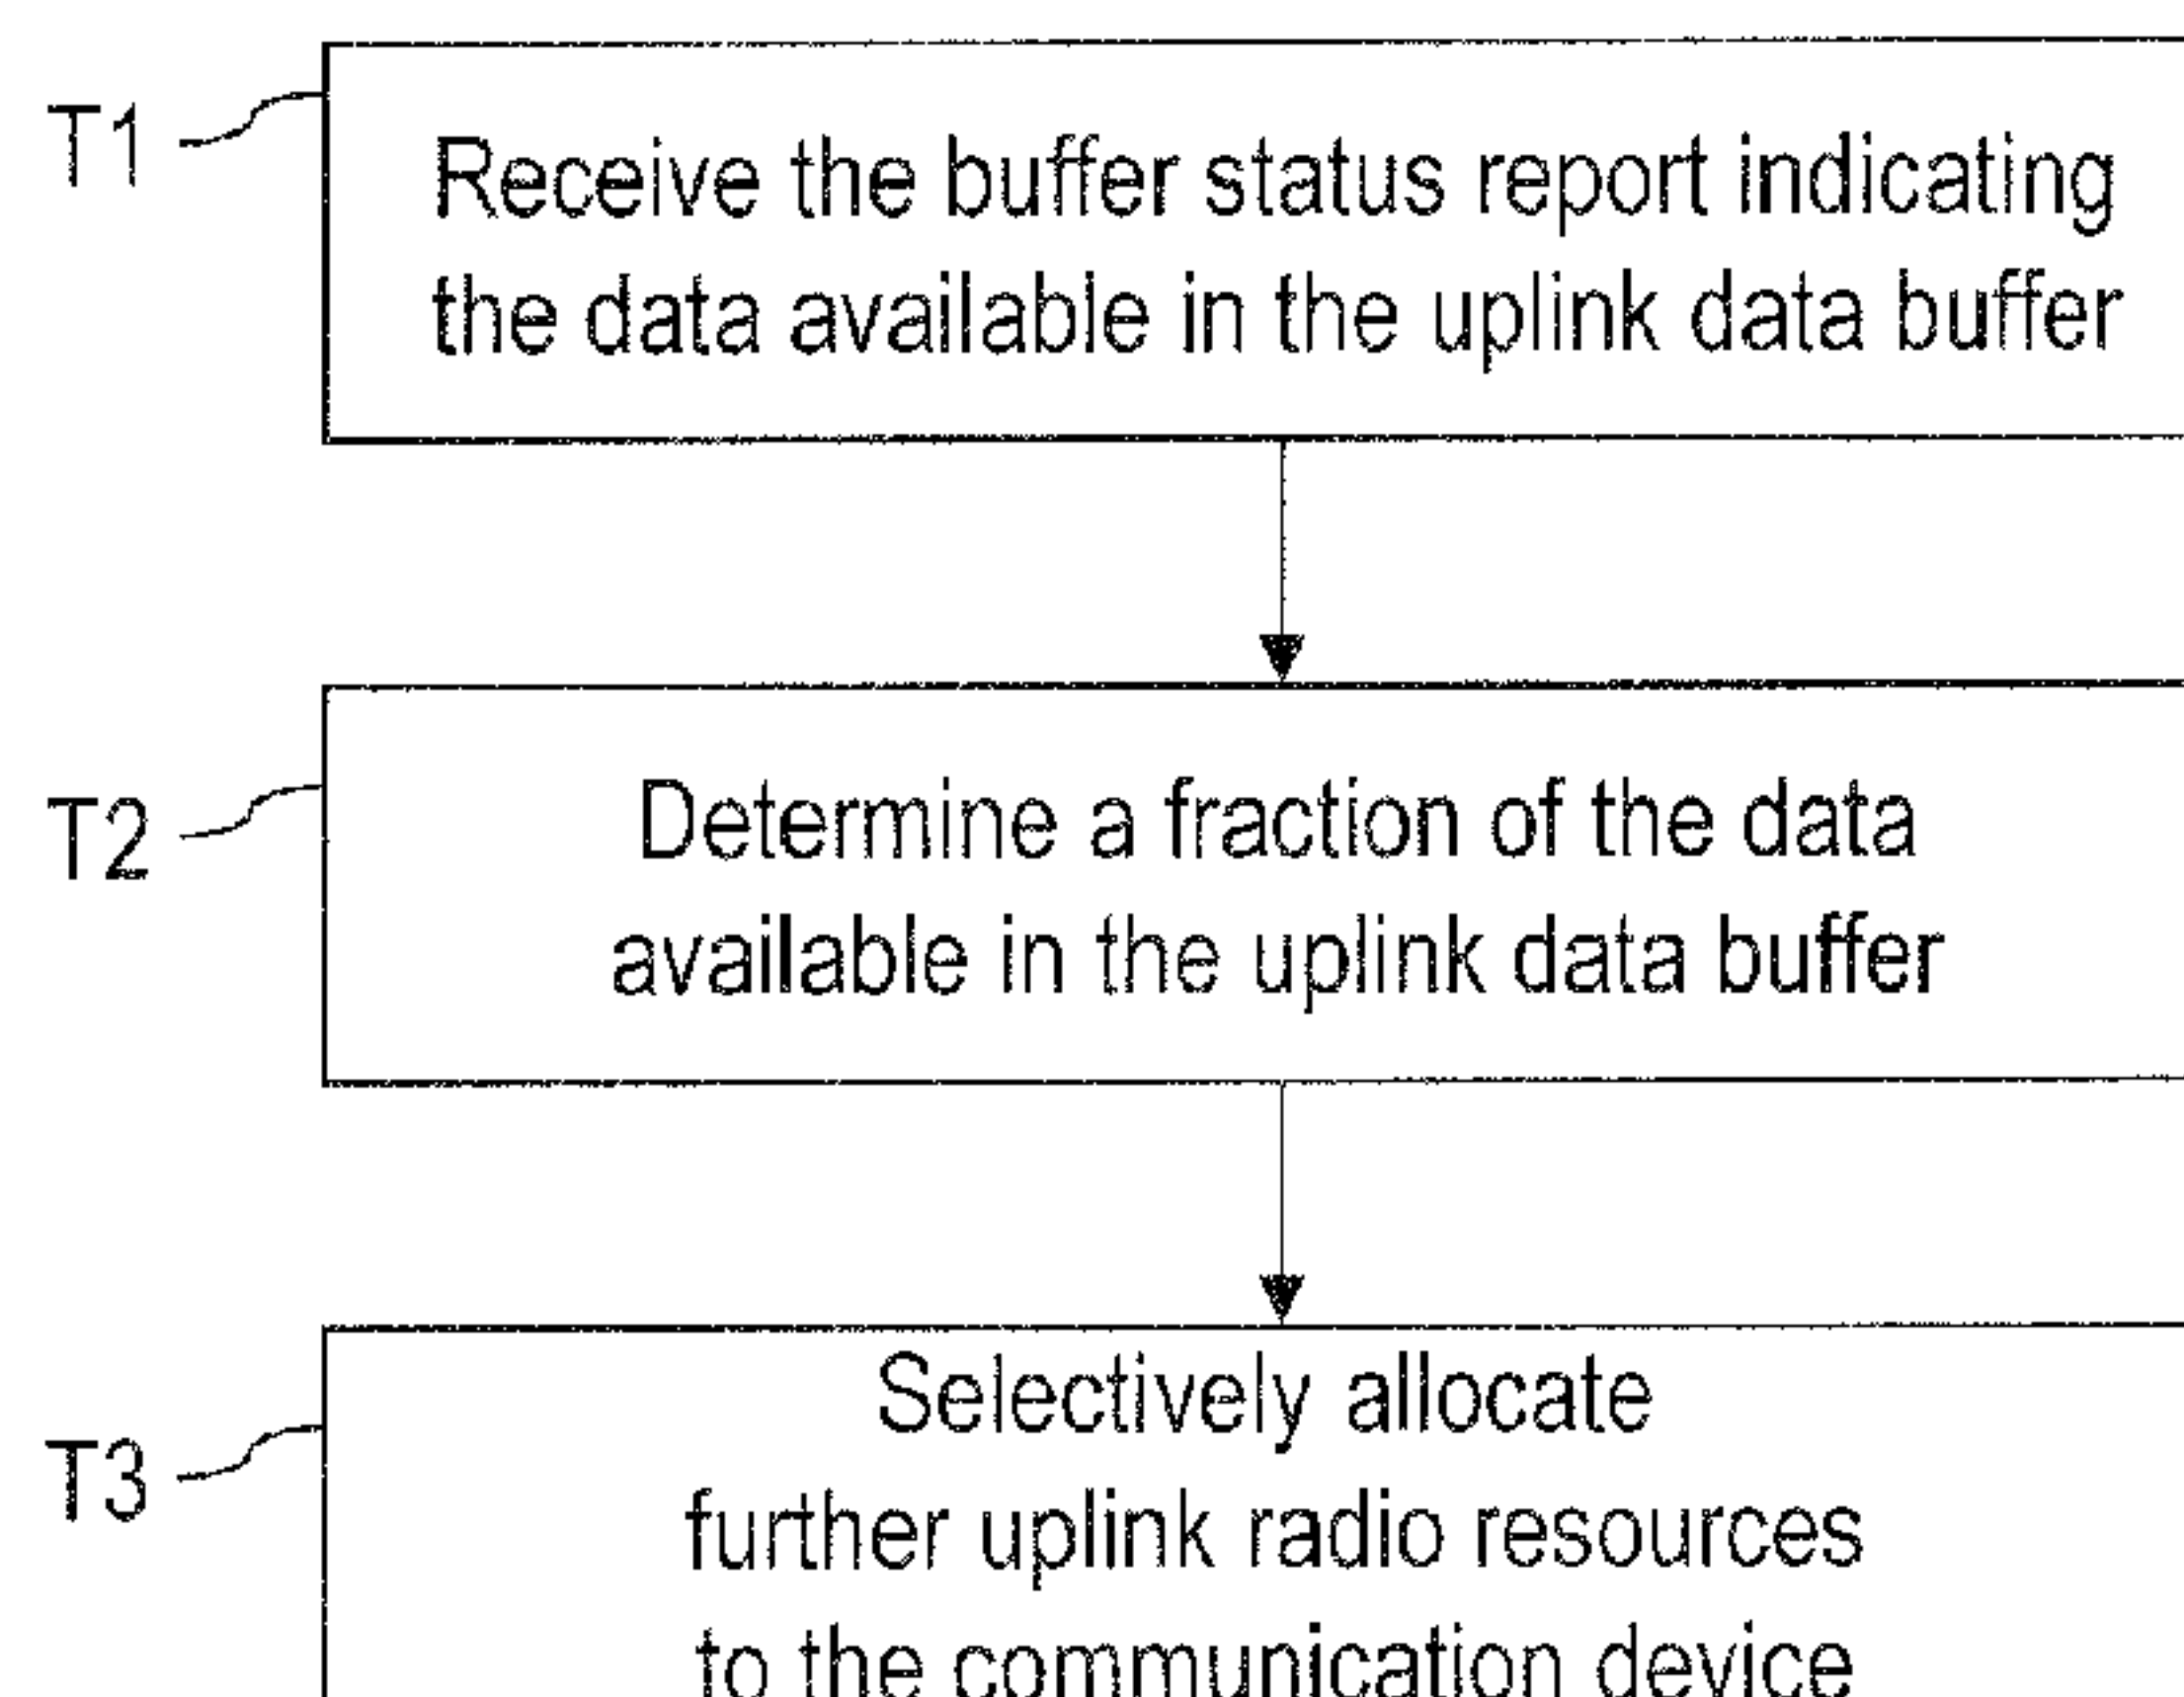 T1
Receive the buffer status report indicating
the data available in the uplink data buffer
T2
Determine a fraction of the data
available in the uplink data buffer
T3
Selectively allocate
further uplink radio resources
to the communication device